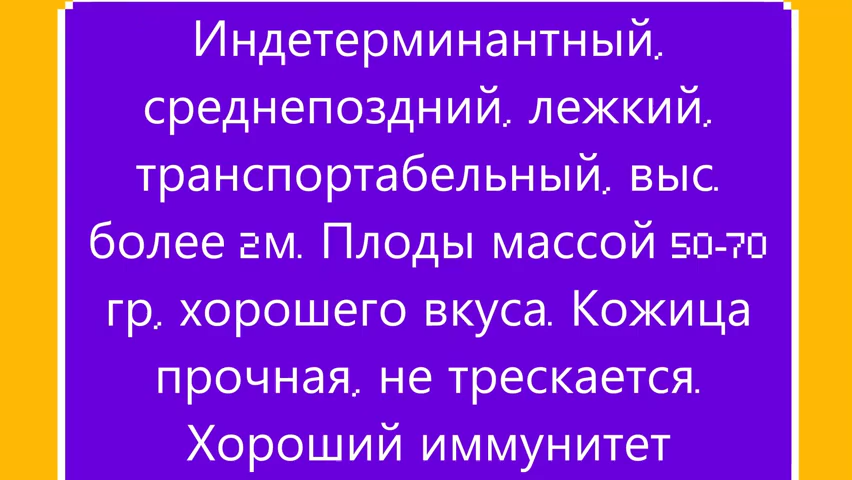 Индетерминантный,
среднепоздний, лежкий,
транспортабельный, выс.
более 2м. Плоды массой 50-70
гр, хорошего вкуса. Кожица
прочная, не трескается.
Хороший иммунитет